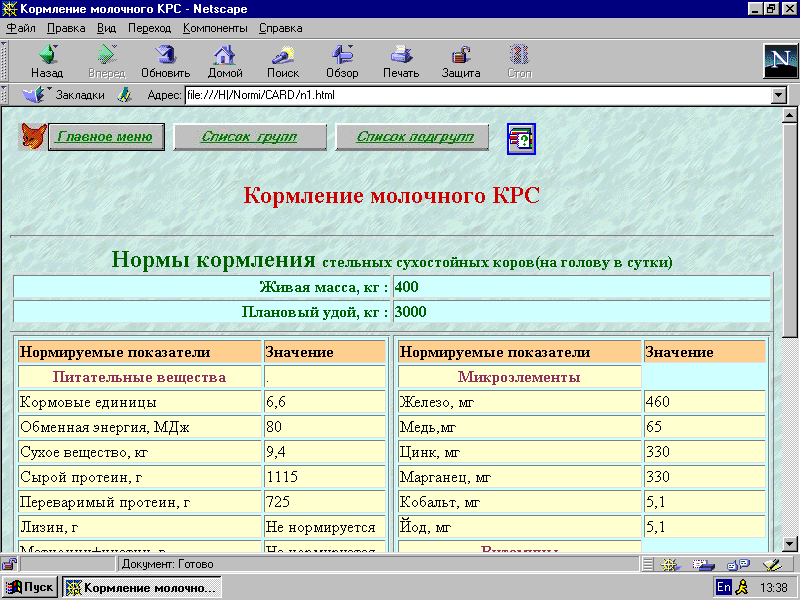 Кормление молочного КРС - Netscape
Файл Правка Вид Переход Компоненты Справка
Назад Вперед Обновить Домой Поиск Обзор Печать Защита Стоп
N
Закладки Адрес: file:///H|/Normi/CARD/n1.html
Главное меню Список групп Список подгрупп
Кормление молочного КРС
Нормы кормления стельных сухостойных коров(на голову в сутки)
Живая масса, кг : 400
Плановый удой, кг : 3000
Нормируемые показатели Значение Нормируемые показатели Значение
Питательные вещества . Микроэлементы
Кормовые единицы 6,6 Железо, мг 460
Обменная энергия, МДж 80 Медь,мг 65
Сухое вещество, кг 9,4 Цинк, мг 330
Сырой протеин, г 1115 Марганец, мг 330
Переваримый протеин, г 725 Кобальт, мг 5,1
Лизин, г Не нормируется Йод, мг 5,1
Метионин+цистин, г Не нормируется Витамины
Документ: Готово
Пуск Кормление молочно... En 13:38